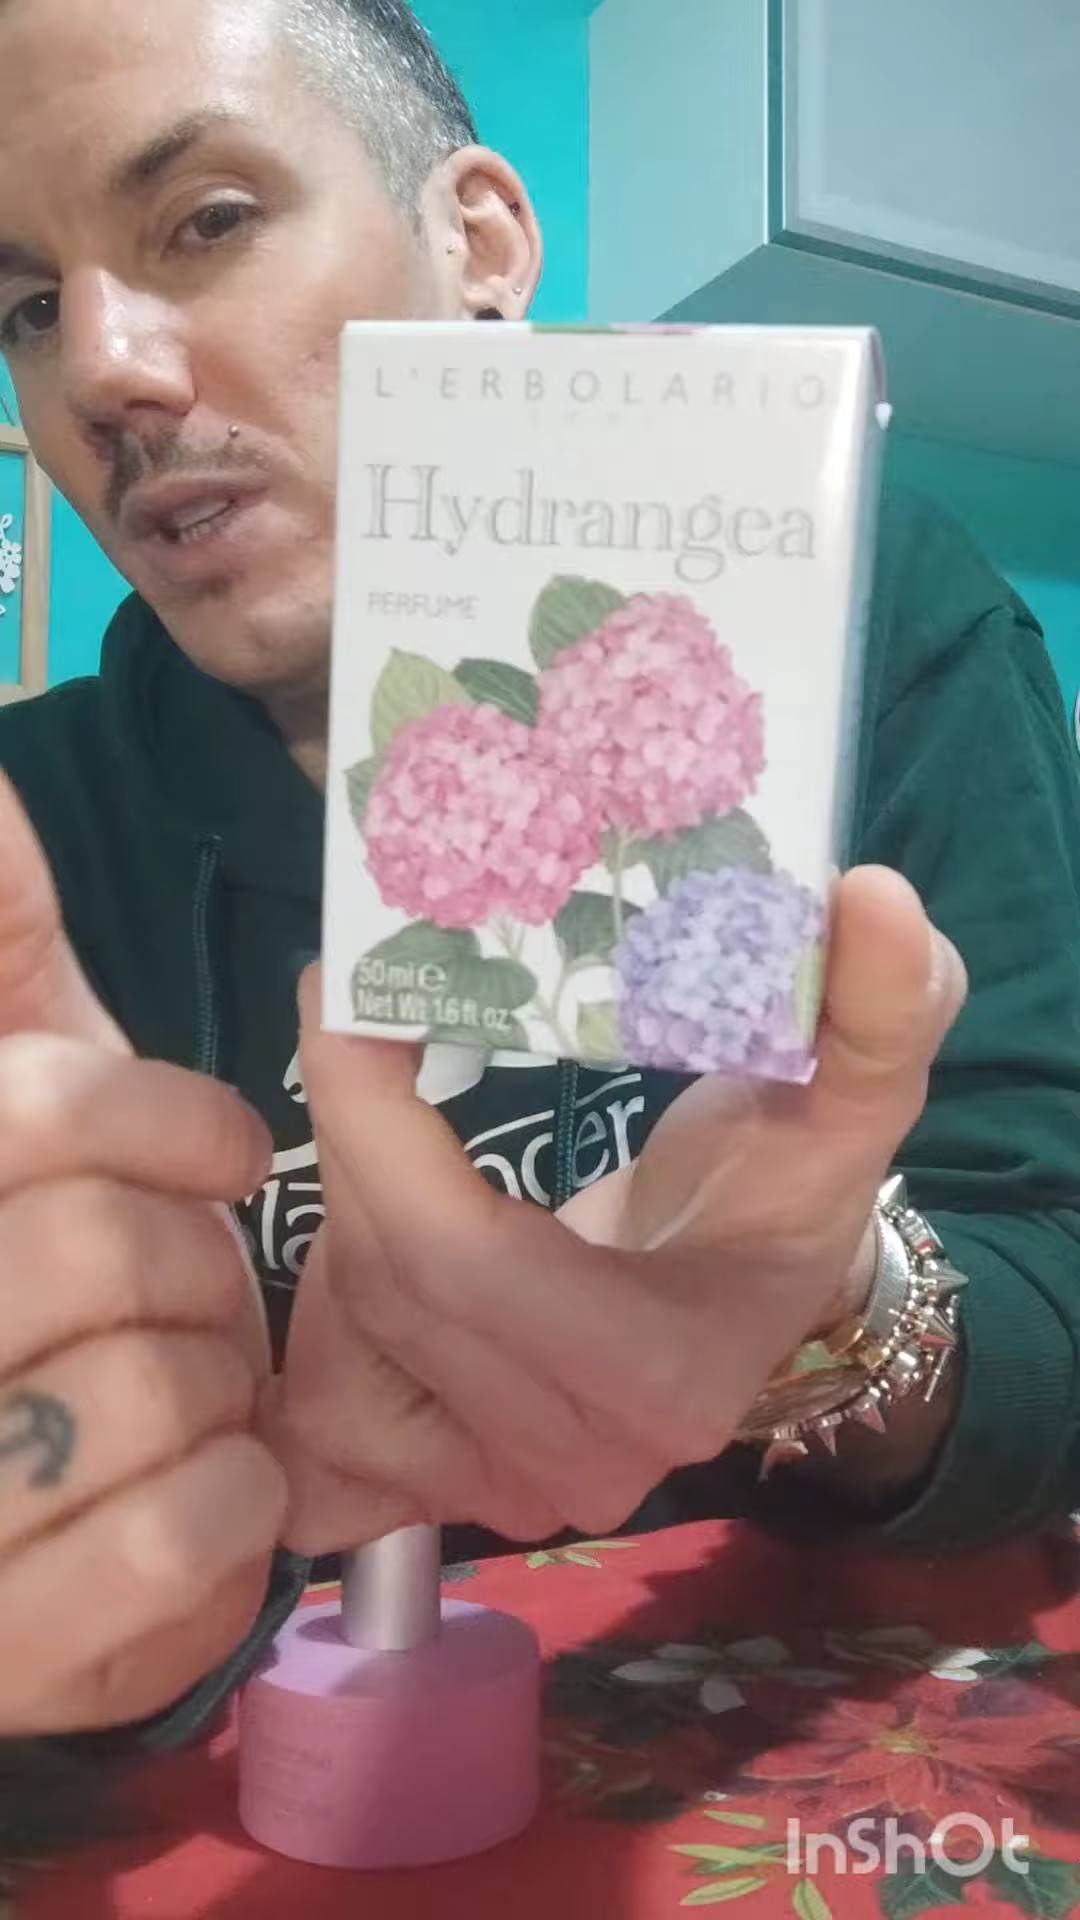 L'ERBOLARIO
Hydrangea
PERFUME
50 ml e
Net Wt 1.6 fl oz
InShOt